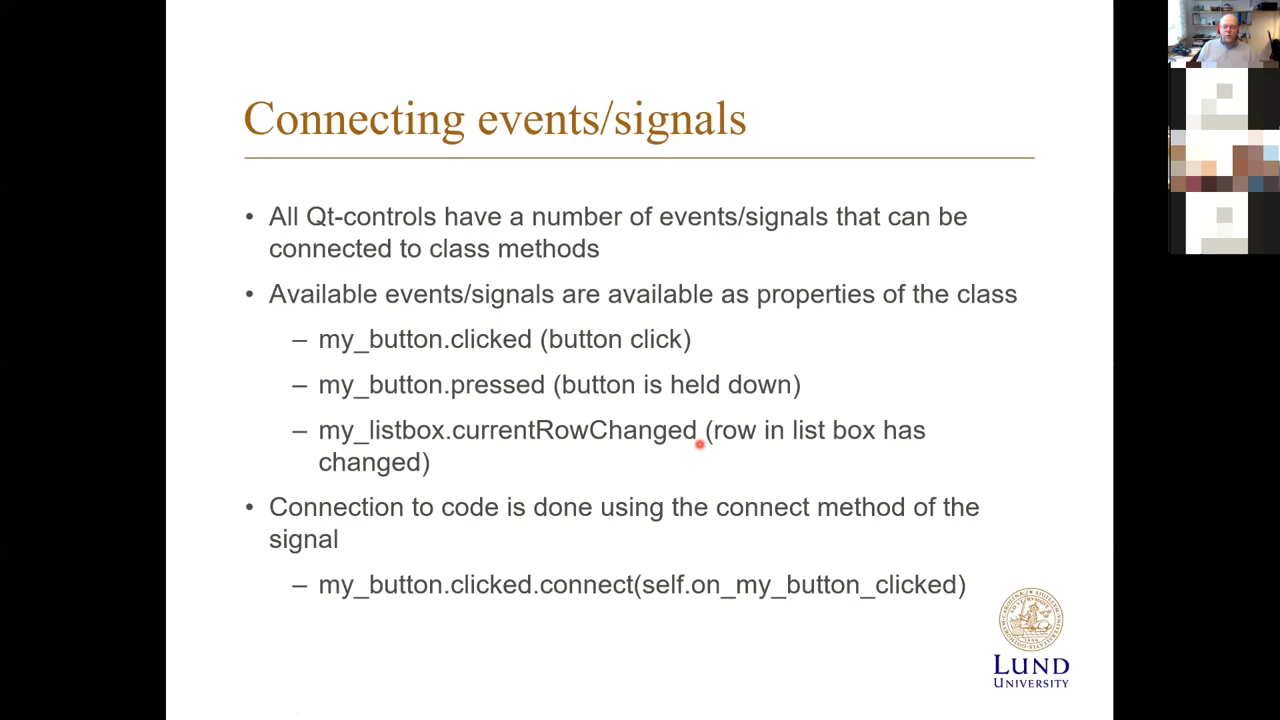 Connecting events/signals
• All Qt-controls have a number of events/signals that can be
connected to class methods
• Available events/signals are available as properties of the class
– my_button.clicked (button click)
– my_button.pressed (button is held down)
– my_listbox.currentRowChanged (row in list box has
changed)
• Connection to code is done using the connect method of the
signal
– my_button.clicked.connect(self.on_my_button_clicked)
LUND
UNIVERSITY